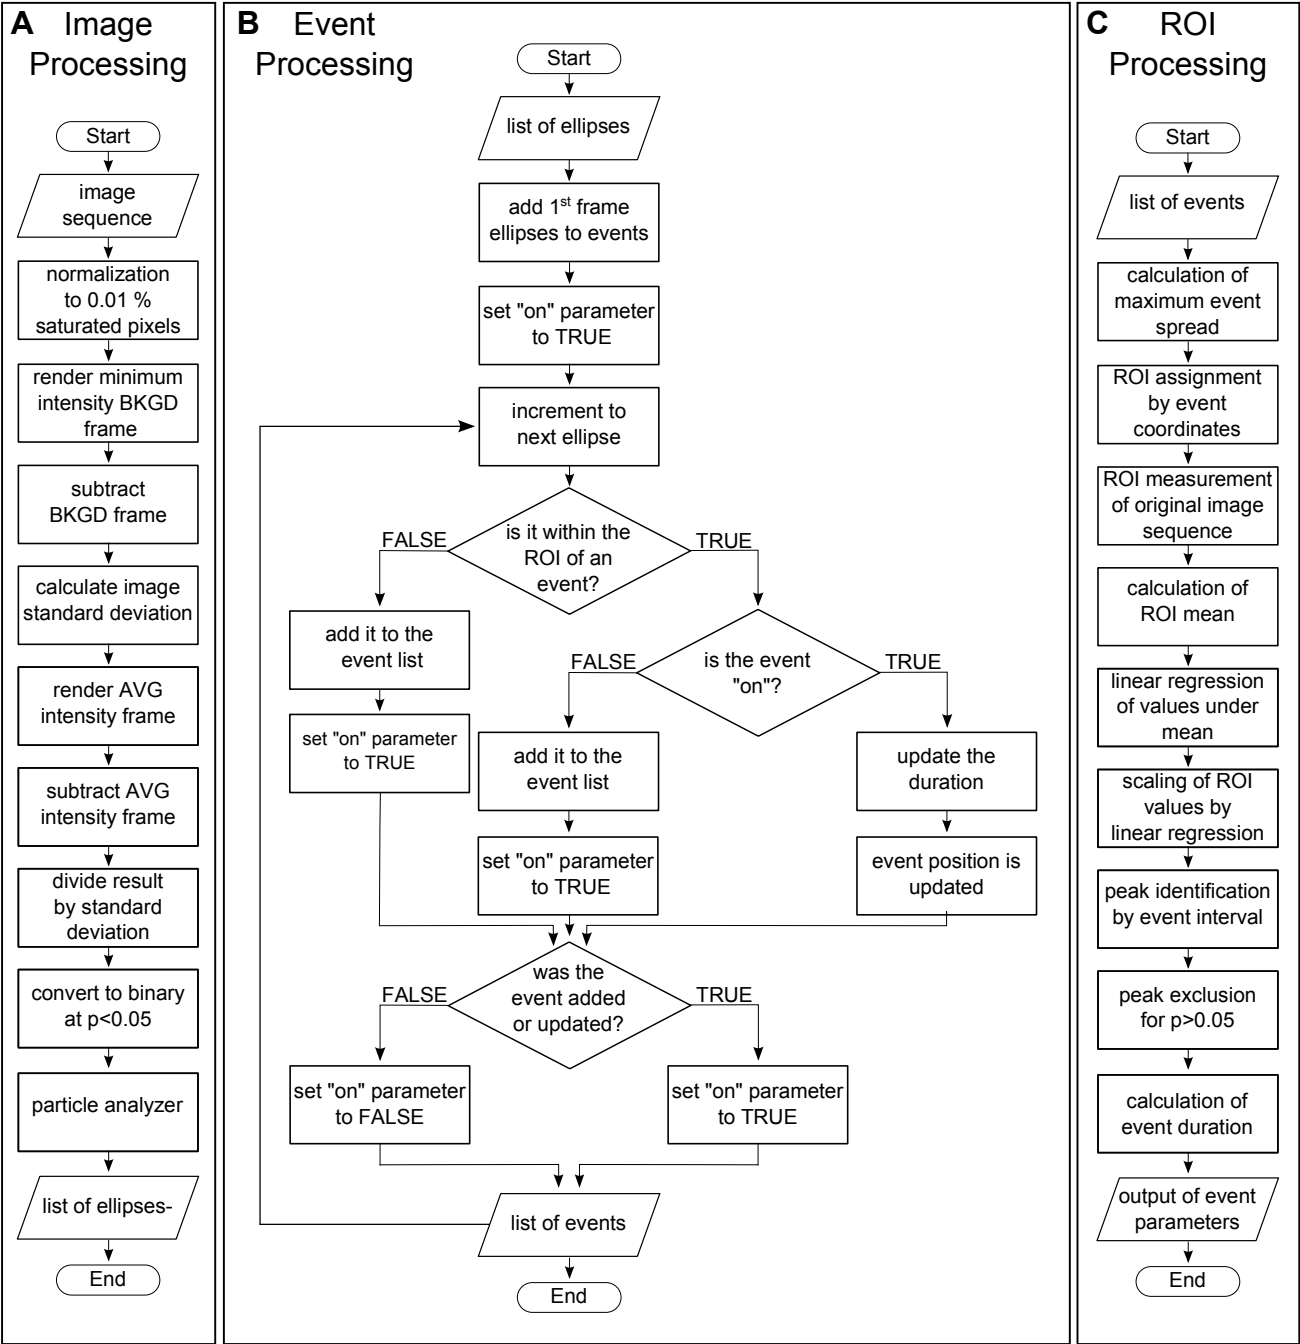 A Image
Processing
Start
image
sequence
normalization
to 0.01 %
saturated pixels
render minimum
intensity BKGD
frame
subtract
BKGD frame
calculate image
standard deviation
render AVG
intensity frame
subtract AVG
intensity frame
divide result
by standard
deviation
convert to binary
at p<0.05
particle analyzer
list of ellipses-
End
B Event
Processing
Start
list of ellipses
add 1st frame
ellipses to events
set "on" parameter
to TRUE
increment to
next ellipse
is it within the
ROI of an
event?
FALSE
TRUE
add it to the
event list
set "on" parameter
to TRUE
is the event
"on"?
FALSE
TRUE
add it to the
event list
set "on" parameter
to TRUE
update the
duration
event position is
updated
was the
event added
or updated?
FALSE
TRUE
set "on" parameter
to FALSE
set "on" parameter
to TRUE
list of events
End
C ROI
Processing
Start
list of events
calculation of
maximum event
spread
ROI assignment
by event
coordinates
ROI measurement
of original image
sequence
calculation of
ROI mean
linear regression
of values under
mean
scaling of ROI
values by
linear regression
peak identification
by event interval
peak exclusion
for p>0.05
calculation of
event duration
output of event
parameters
End